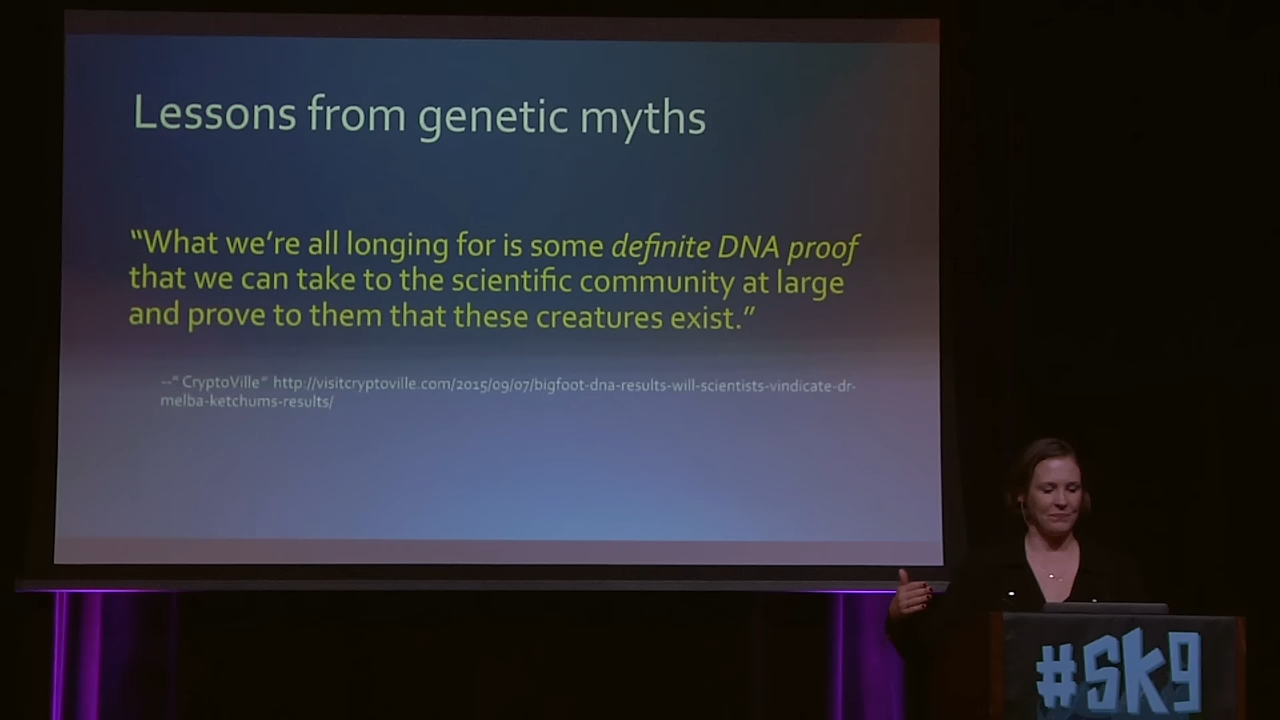 Lessons from genetic myths
“What we’re all longing for is some definite DNA proof
that we can take to the scientific community at large
and prove to them that these creatures exist.”
--“ CryptoVille” http://visitcryptoville.com/2015/09/07/bigfoot-dna-results-will-scientists-vindicate-dr-
melba-ketchums-results/
#sk9